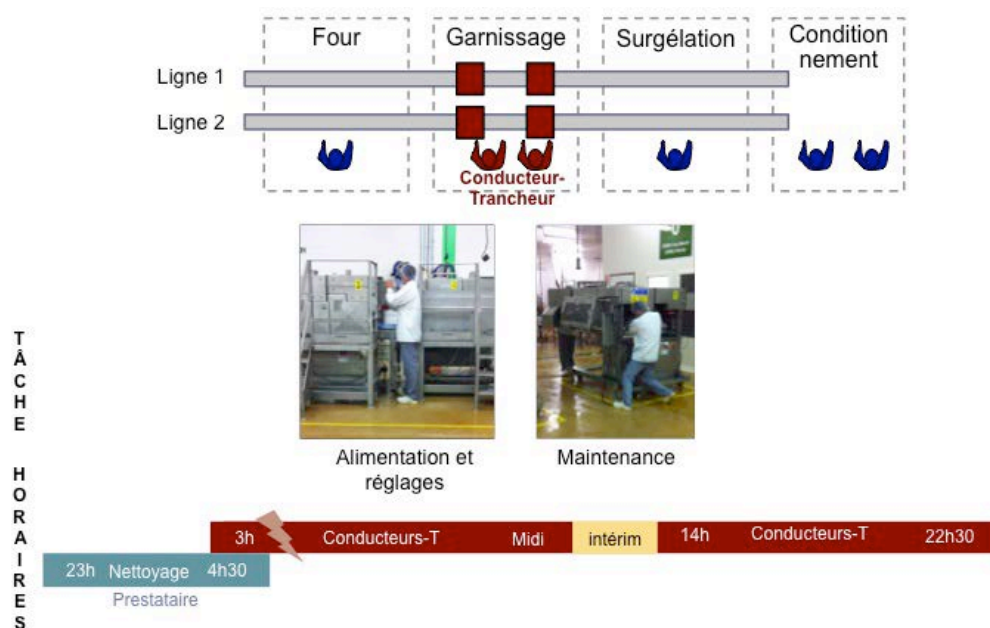 Four
Garnissage
Surgélation
Condition
nement
Ligne 1
Ligne 2
Conducteur-
Trancheur
TÂCHE
Alimentation et
réglages
Maintenance
HORAIRES
3h Conducteurs-T Midi intérim 14h Conducteurs-T 22h30
23h Nettoyage 4h30
Prestataire